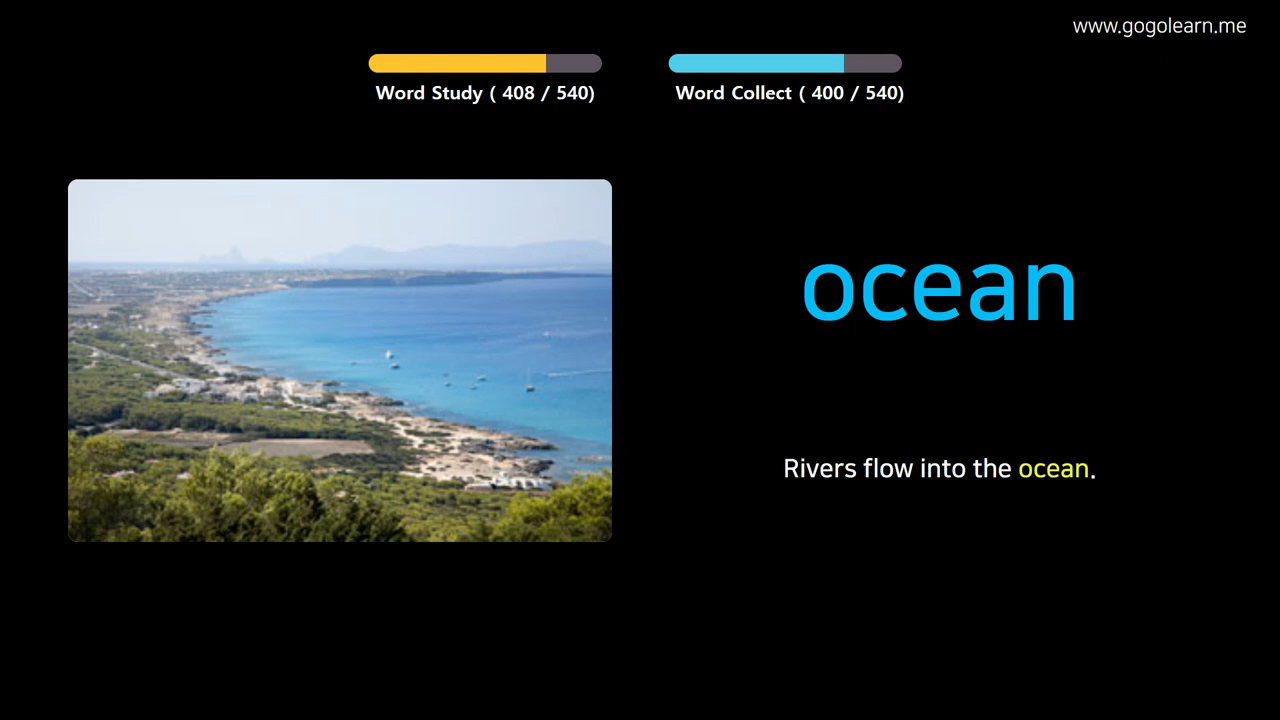 www.gogolearn.me
Word Study ( 408 / 540)
Word Collect ( 400 / 540)
ocean
Rivers flow into the ocean.